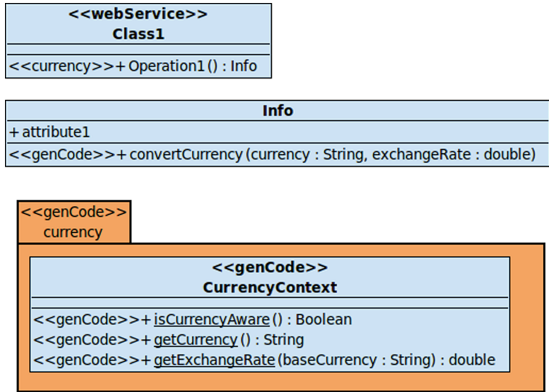 <<webService>>
Class1
<<currency>>+ Operation1() : Info
Info
+ attribute1
<<genCode>>+ convertCurrency(currency : String, exchangeRate : double)
<<genCode>>
currency
<<genCode>>
CurrencyContext
<<genCode>>+ isCurrencyAware() : Boolean
<<genCode>>+ getCurrency() : String
<<genCode>>+ getExchangeRate(baseCurrency : String) : double